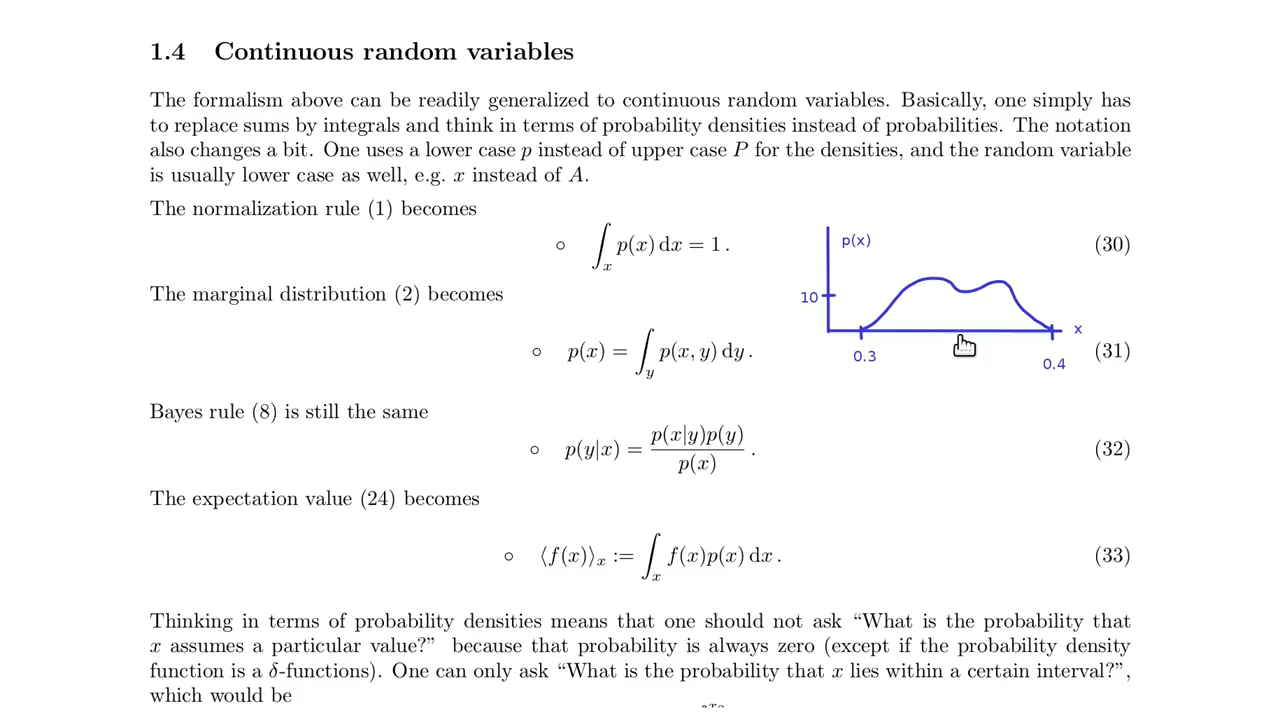 1.4 Continuous random variables
The formalism above can be readily generalized to continuous random variables. Basically, one simply has
to replace sums by integrals and think in terms of probability densities instead of probabilities. The notation
also changes a bit. One uses a lower case p instead of upper case P for the densities, and the random variable
is usually lower case as well, e.g. x instead of A.
The normalization rule (1) becomes
◦ ∫_x p(x) dx = 1 . (30)
p(x)
The marginal distribution (2) becomes
10
x
◦ p(x) = ∫_y p(x, y) dy . (31)
0.3
0.4
Bayes rule (8) is still the same
◦ p(y|x) = p(x|y)p(y) / p(x) . (32)
The expectation value (24) becomes
◦ ⟨f(x)⟩_x := ∫_x f(x)p(x) dx . (33)
Thinking in terms of probability densities means that one should not ask “What is the probability that
x assumes a particular value?” because that probability is always zero (except if the probability density
function is a δ-functions). One can only ask “What is the probability that x lies within a certain interval?”,
which would be